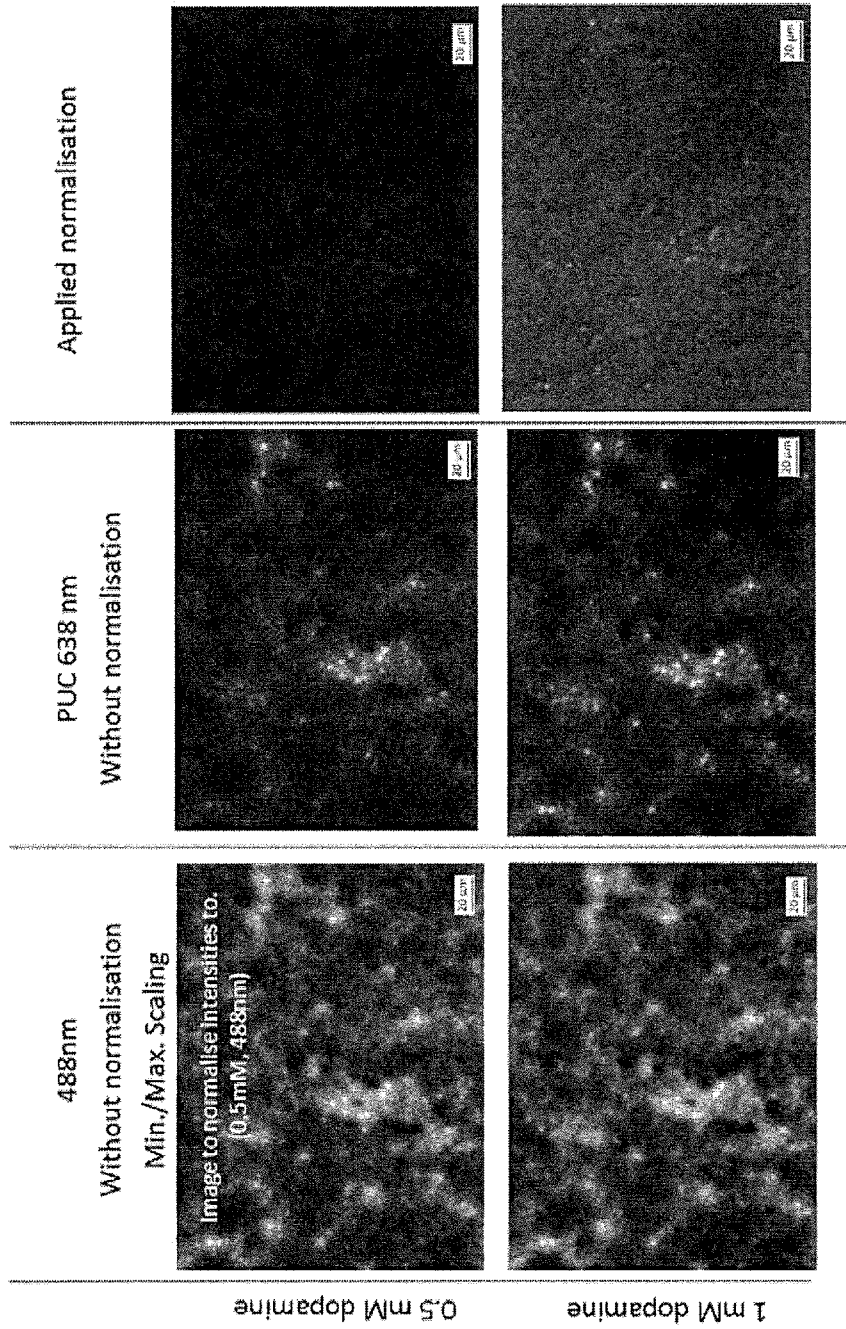 488nm
Without normalisation
Min./Max. Scaling
PUC 638 nm
Without normalisation
Applied normalisation
0.5 mM dopamine
Image to normalise intensities to.
(0.5mM, 488nm)
20 µm
20 µm
20 µm
1 mM dopamine
20 µm
20 µm
20 µm